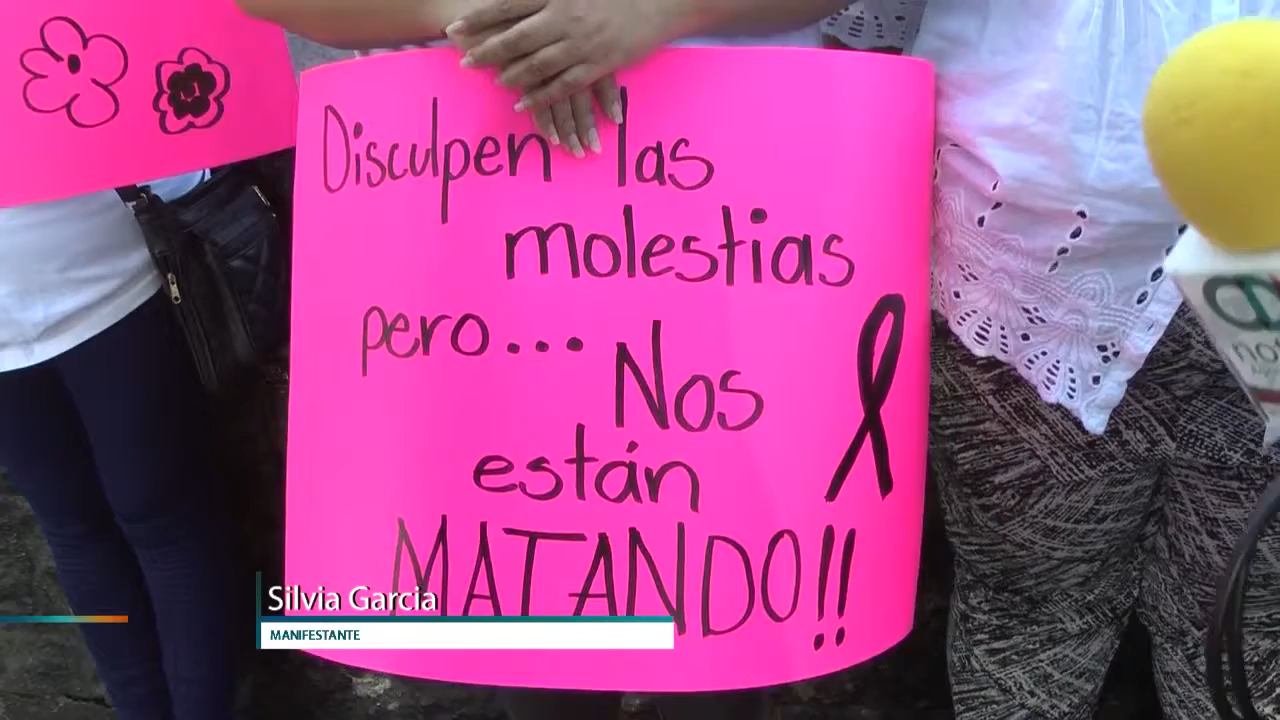 Disculpen las
molestias
pero... Nos
están
MATANDO!!
Silvia Garcia
MANIFESTANTE